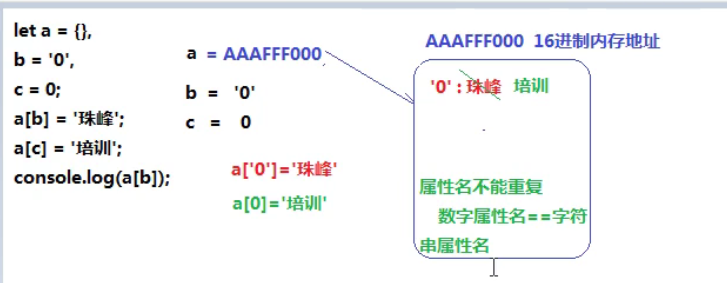 let a = {},
b = '0',
c = 0;
a[b] = '珠峰';
a[c] = '培训';
console.log(a[b]);
a = AAAFFF000
b = '0'
c = 0
a['0']='珠峰'
a[0]='培训'
AAAFFF000 16进制内存地址
'0' : 珠峰 培训
属性名不能重复
数字属性名==字符
串属性名